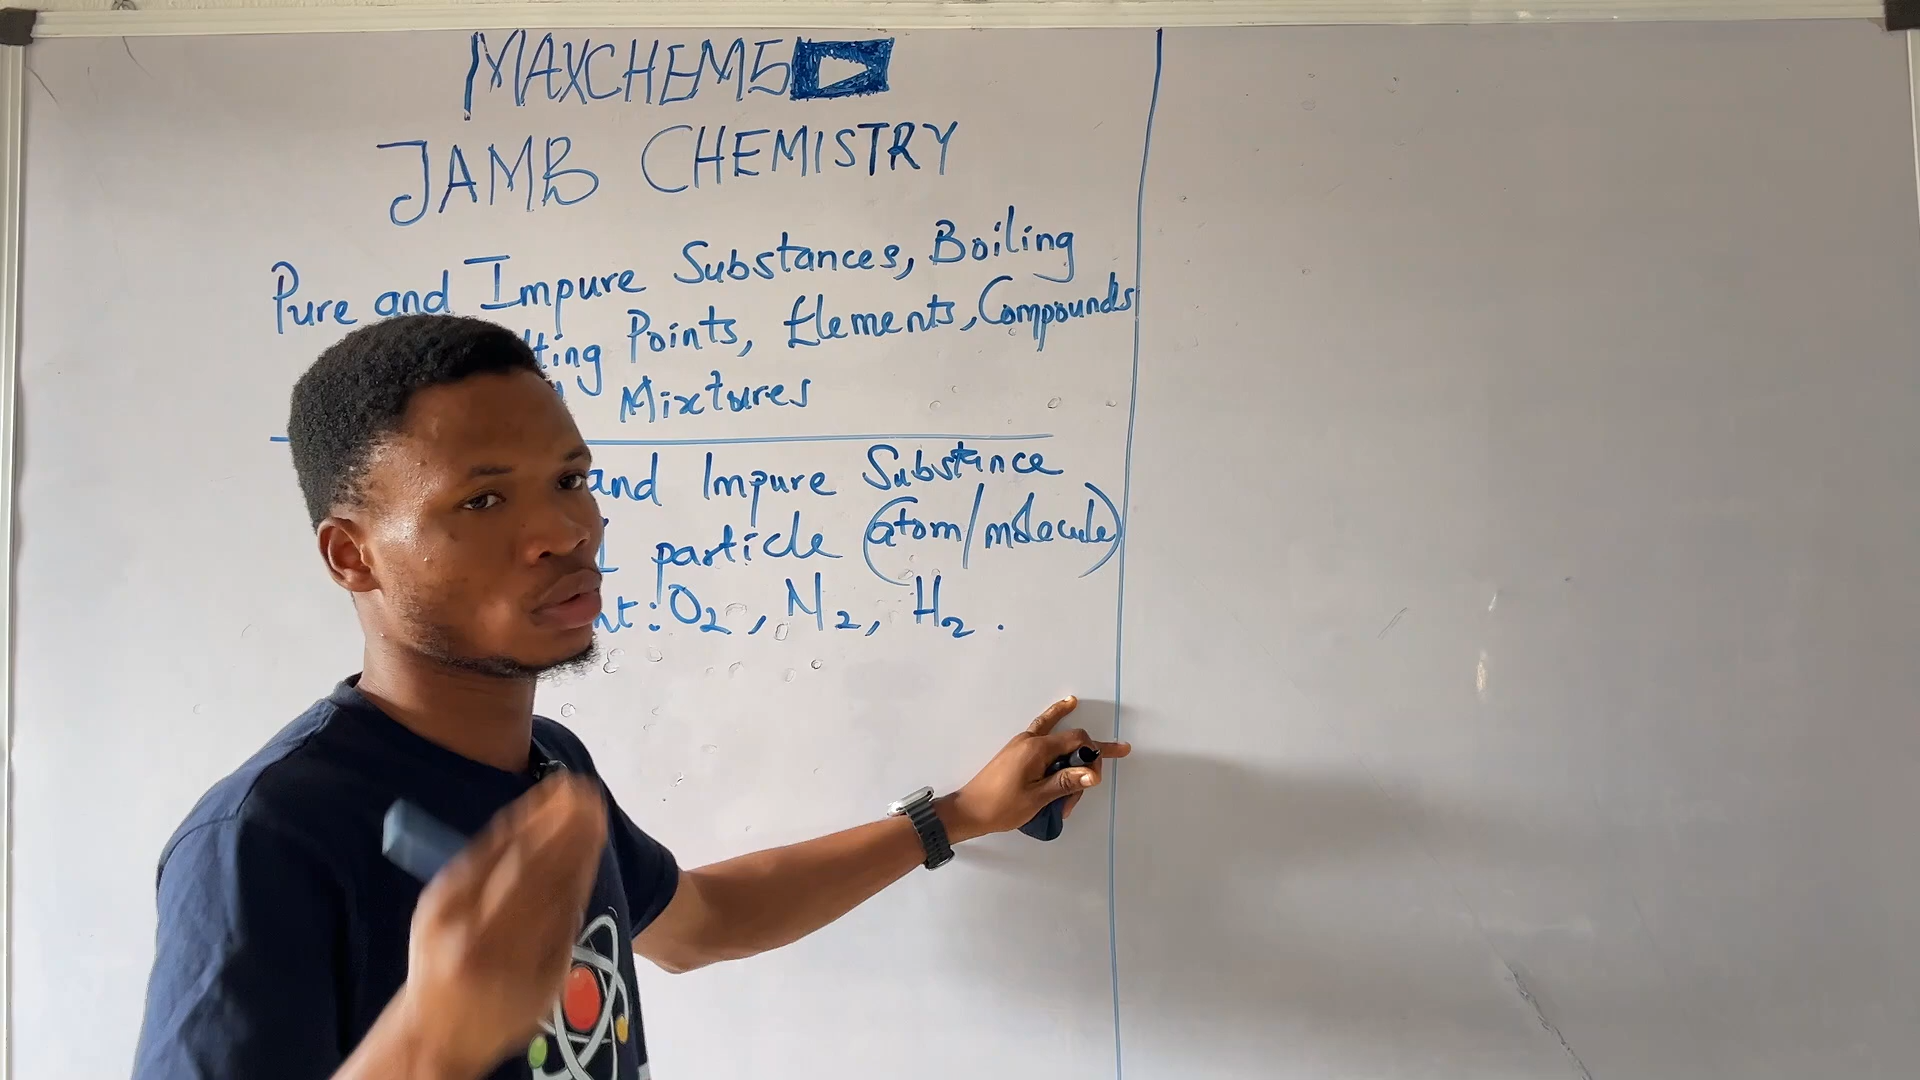 MAXCHEM5
JAMB CHEMISTRY
Pure and Impure Substances, Boiling
Points, Elements, Compounds
Mixtures
and Impure Substance
particle (atom/molecule)
: O₂, N₂, H₂.